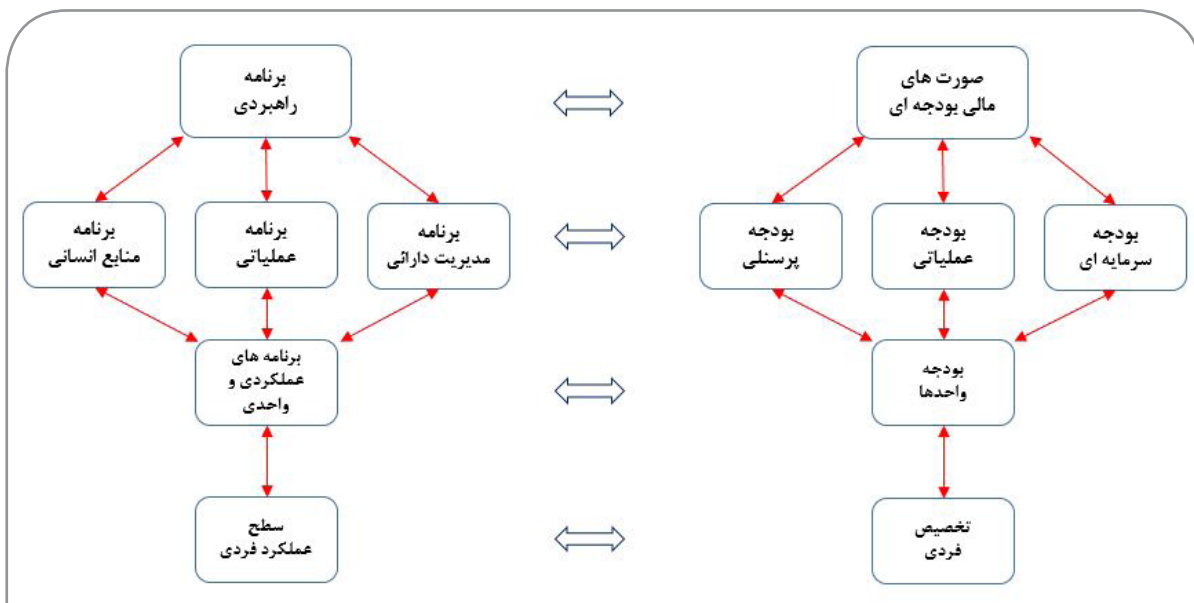 صورت های
مالی بودجه ای
برنامه
راهبردی
بودجه
سرمایه ای
بودجه
عملیاتی
بودجه
پرسنلی
برنامه
مدیریت دارائی
برنامه
عملیاتی
برنامه
منابع انسانی
بودجه
واحدها
برنامه های
عملکردی و
واحدی
تخصیص
فردی
سطح
عملکرد فردی